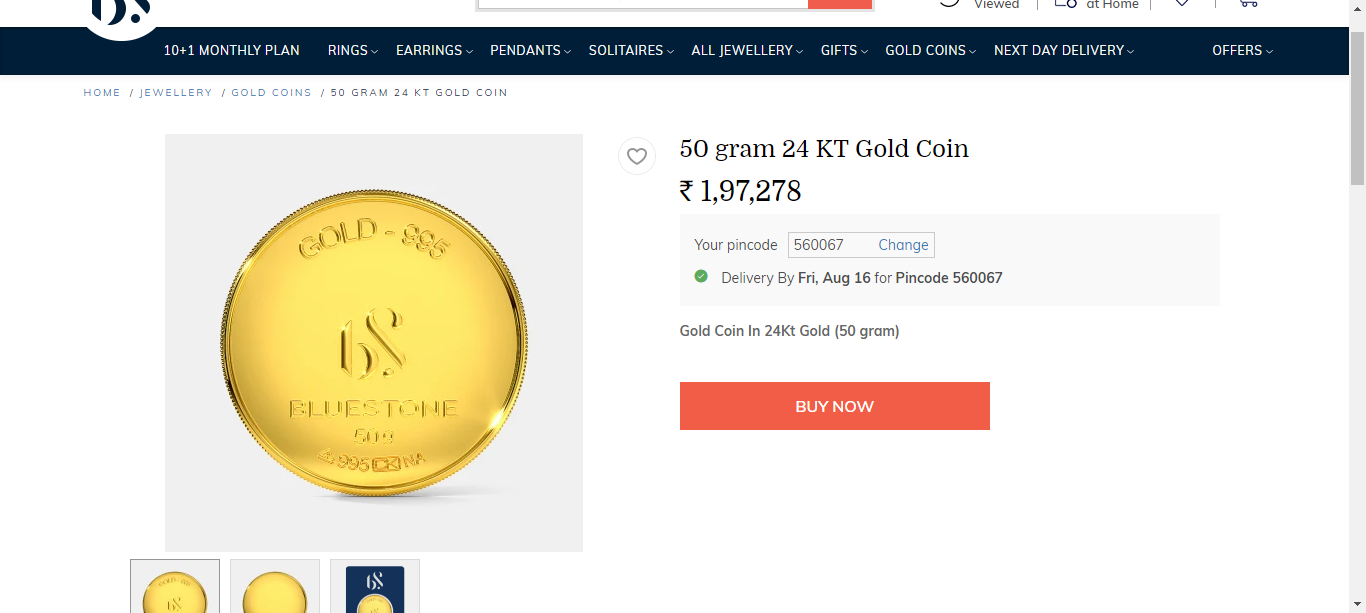 Viewed
at Home
10+1 MONTHLY PLAN RINGS EARRINGS PENDANTS SOLITAIRES ALL JEWELLERY GIFTS GOLD COINS NEXT DAY DELIVERY OFFERS
HOME / JEWELLERY / GOLD COINS / 50 GRAM 24 KT GOLD COIN
50 gram 24 KT Gold Coin
₹ 1,97,278
Your pincode 560067 Change
Delivery By Fri, Aug 16 for Pincode 560067
Gold Coin In 24Kt Gold (50 gram)
BUY NOW
GOLD - 995
BLUESTONE
50g
995 NA